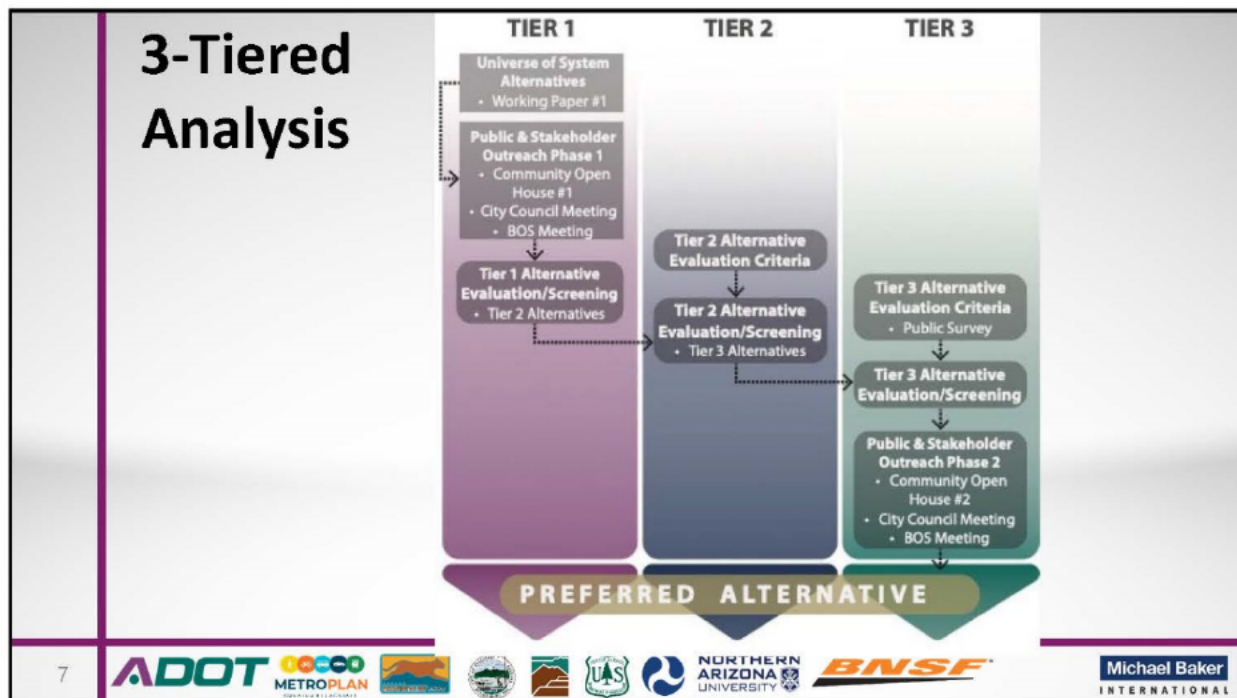 3-Tiered
Analysis
TIER 1
Universe of System
Alternatives
• Working Paper #1
Public & Stakeholder
Outreach Phase 1
• Community Open
House #1
• City Council Meeting
• BOS Meeting
Tier 1 Alternative
Evaluation/Screening
• Tier 2 Alternatives
TIER 2
Tier 2 Alternative
Evaluation Criteria
Tier 2 Alternative
Evaluation/Screening
• Tier 3 Alternatives
TIER 3
Tier 3 Alternative
Evaluation Criteria
• Public Survey
Tier 3 Alternative
Evaluation/Screening
Public & Stakeholder
Outreach Phase 2
• Community Open
House #2
• City Council Meeting
• BOS Meeting
PREFERRED ALTERNATIVE
7
ADOT
METROPLAN
UAS
NORTHERN
ARIZONA
UNIVERSITY
BNSF
Michael Baker
INTERNATIONAL